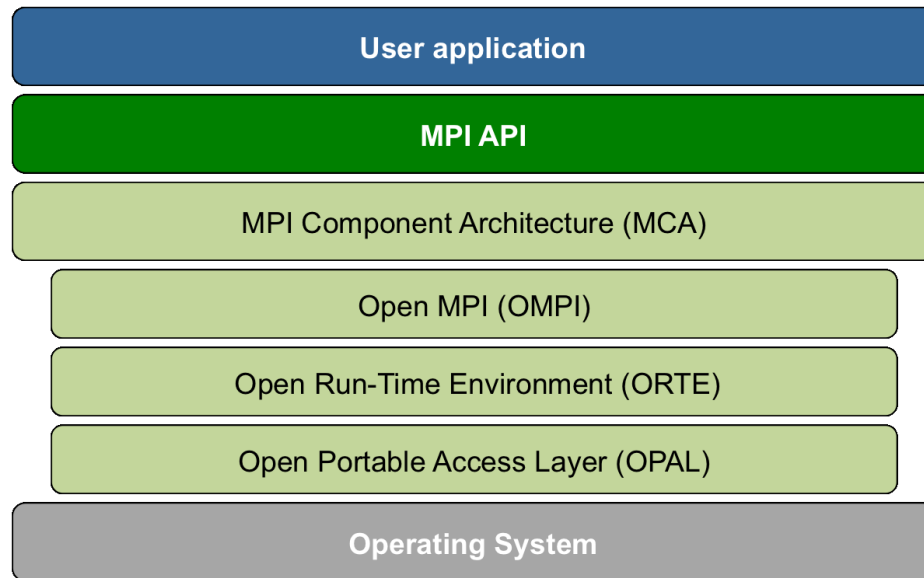 User application
MPI API
MPI Component Architecture (MCA)
Open MPI (OMPI)
Open Run-Time Environment (ORTE)
Open Portable Access Layer (OPAL)
Operating System